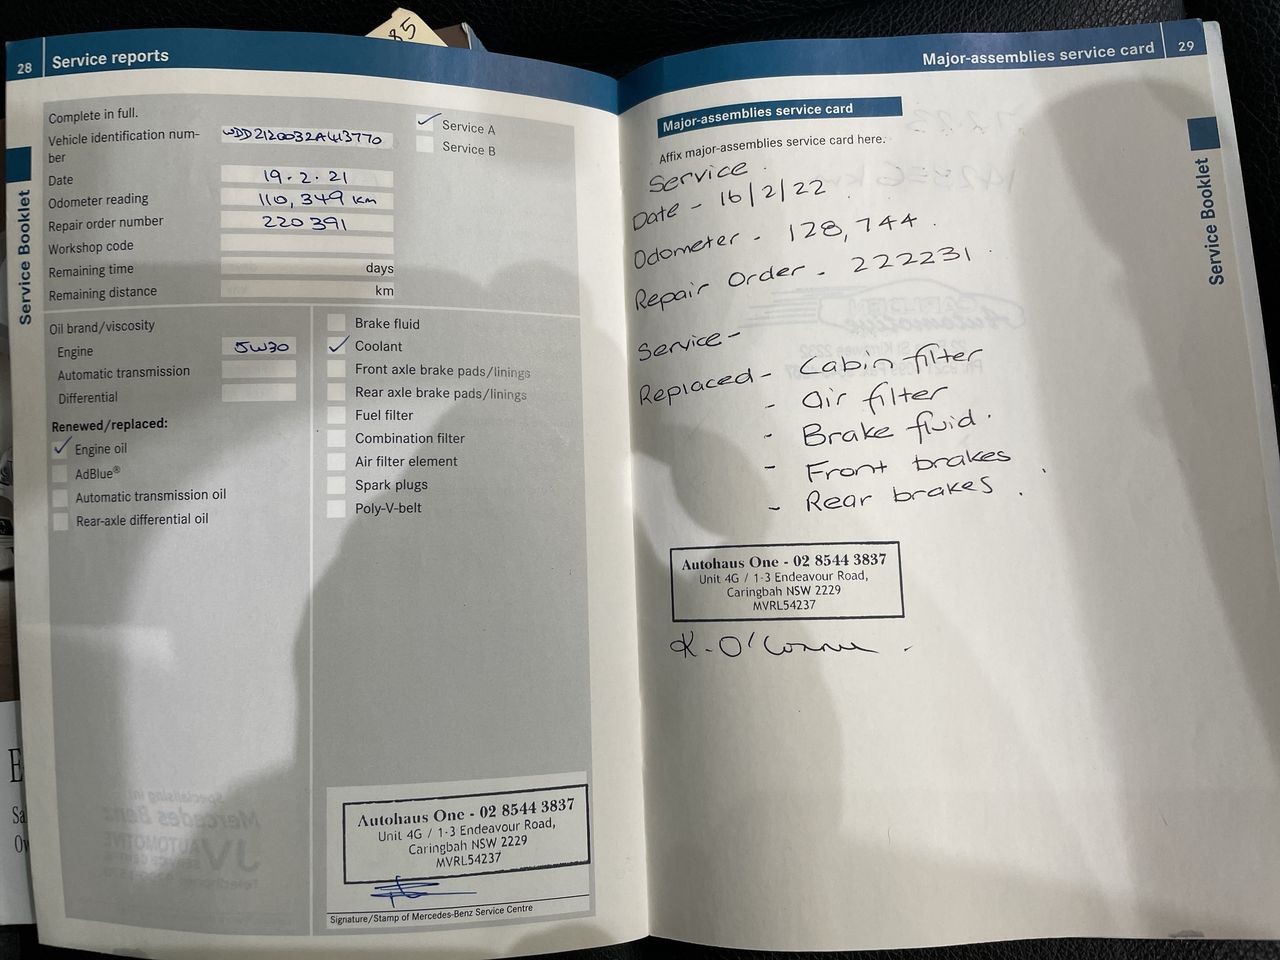 85
28 Service reports
Complete in full.
Vehicle identification num-
ber WDD2120032A413770
Date 19.2.21
Odometer reading 110,349 km
Repair order number 220391
Workshop code
Remaining time days
Remaining distance km
✓ Service A
Service B
Oil brand/viscosity
Engine 5W30
Automatic transmission
Differential
Renewed/replaced:
✓ Engine oil
AdBlue®
Automatic transmission oil
Rear-axle differential oil
Brake fluid
✓ Coolant
Front axle brake pads/linings
Rear axle brake pads/linings
Fuel filter
Combination filter
Air filter element
Spark plugs
Poly-V-belt
Autohaus One - 02 8544 3837
Unit 4G / 1-3 Endeavour Road,
Caringbah NSW 2229
MVRL54237
Signature/Stamp of Mercedes-Benz Service Centre
Service Booklet
Major-assemblies service card 29
Major-assemblies service card
Affix major-assemblies service card here.
Service
Date - 16/2/22
Odometer - 128,744
Repair Order - 222231
Service -
Replaced - Cabin filter
- air filter
- Brake fluid.
- Front brakes
- Rear brakes
Autohaus One - 02 8544 3837
Unit 4G / 1-3 Endeavour Road,
Caringbah NSW 2229
MVRL54237
K. O'Connor
Service Booklet